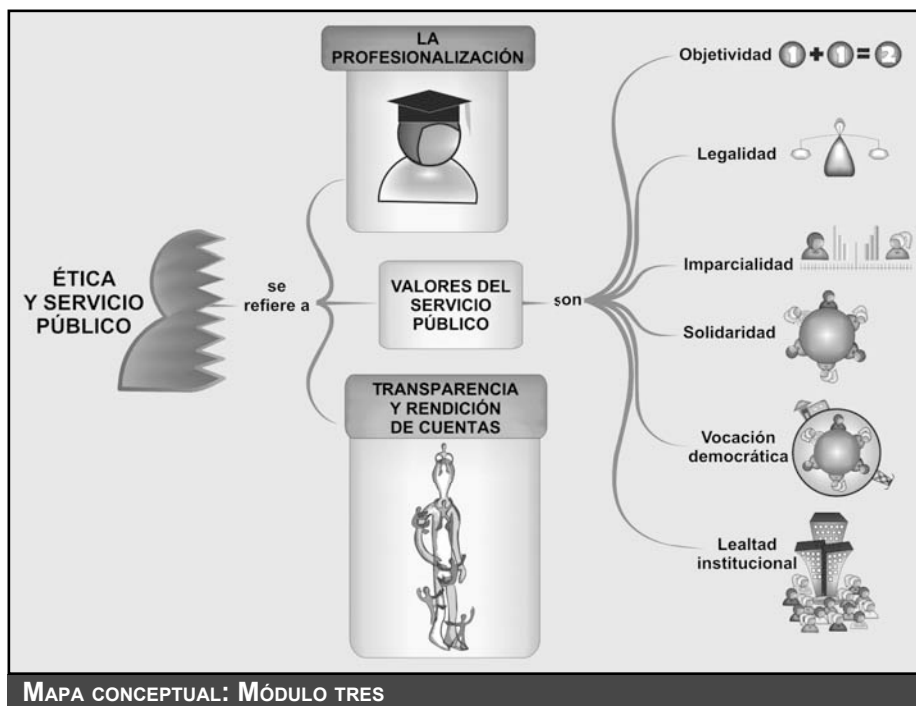 LA
PROFESIONALIZACIÓN
ÉTICA
Y SERVICIO
PÚBLICO
se
refiere a
VALORES DEL
SERVICIO
PÚBLICO
TRANSPARENCIA
Y RENDICIÓN
DE CUENTAS
son
Objetividad 1 + 1 = 2
Legalidad
Imparcialidad
Solidaridad
Vocación
democrática
Lealtad
institucional
MAPA CONCEPTUAL: MÓDULO TRES